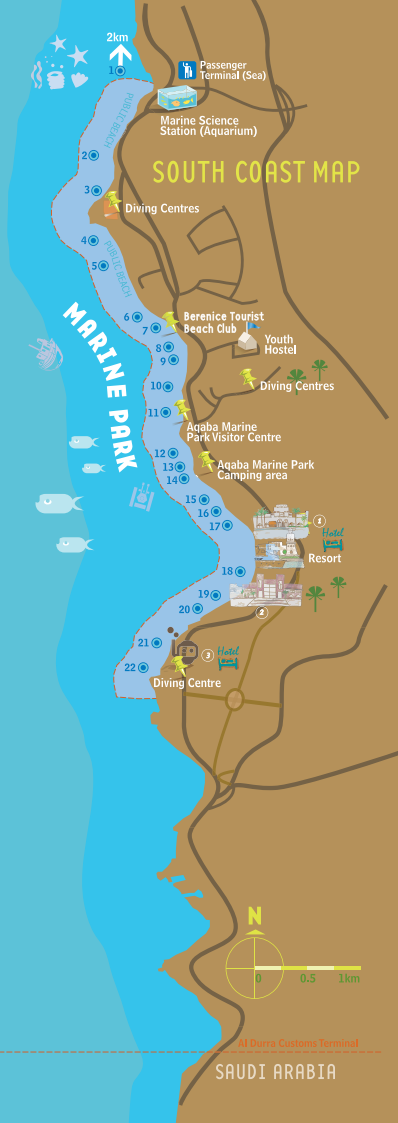 2km
1
Passenger
Terminal (Sea)
Marine Science
Station (Aquarium)
PUBLIC BEACH
2
SOUTH COAST MAP
3
Diving Centres
4
PUBLIC BEACH
5
MARINE PARK
6
Berenice Tourist
Beach Club
7
Youth
Hostel
8
9
Diving Centres
10
11
Aqaba Marine
Park Visitor Centre
12
13
Aqaba Marine Park
Camping area
14
15
16
17
1
Hotel
Resort
18
19
20
2
21
3
Hotel
22
Diving Centre
N
0 0.5 1km
Al Durra Customs Terminal
SAUDI ARABIA